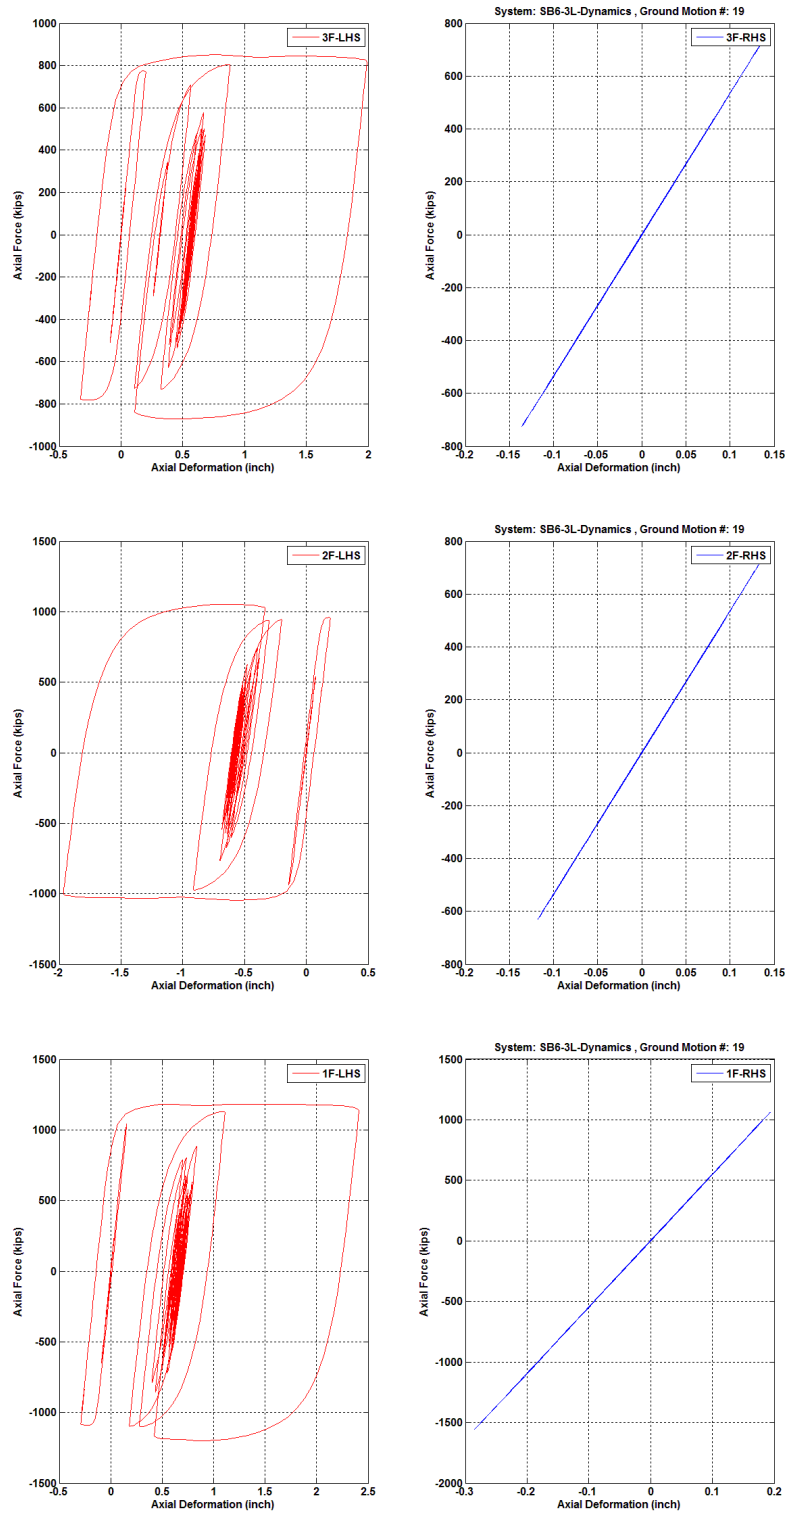 3F-LHS
1000
800
600
400
200
0
-200
-400
-600
-800
-1000
-0.5 0 0.5 1 1.5 2
Axial Force (kips)
Axial Deformation (inch)
System: SB6-3L-Dynamics , Ground Motion #: 19
3F-RHS
800
600
400
200
0
-200
-400
-600
-800
-0.2 -0.15 -0.1 -0.05 0 0.05 0.1 0.15
Axial Force (kips)
Axial Deformation (inch)
2F-LHS
1500
1000
500
0
-500
-1000
-1500
-2 -1.5 -1 -0.5 0 0.5
Axial Force (kips)
Axial Deformation (inch)
System: SB6-3L-Dynamics , Ground Motion #: 19
2F-RHS
800
600
400
200
0
-200
-400
-600
-800
-0.2 -0.15 -0.1 -0.05 0 0.05 0.1 0.15
Axial Force (kips)
Axial Deformation (inch)
1F-LHS
1500
1000
500
0
-500
-1000
-1500
-0.5 0 0.5 1 1.5 2 2.5
Axial Force (kips)
Axial Deformation (inch)
System: SB6-3L-Dynamics , Ground Motion #: 19
1F-RHS
1500
1000
500
0
-500
-1000
-1500
-2000
-0.3 -0.2 -0.1 0 0.1 0.2
Axial Force (kips)
Axial Deformation (inch)